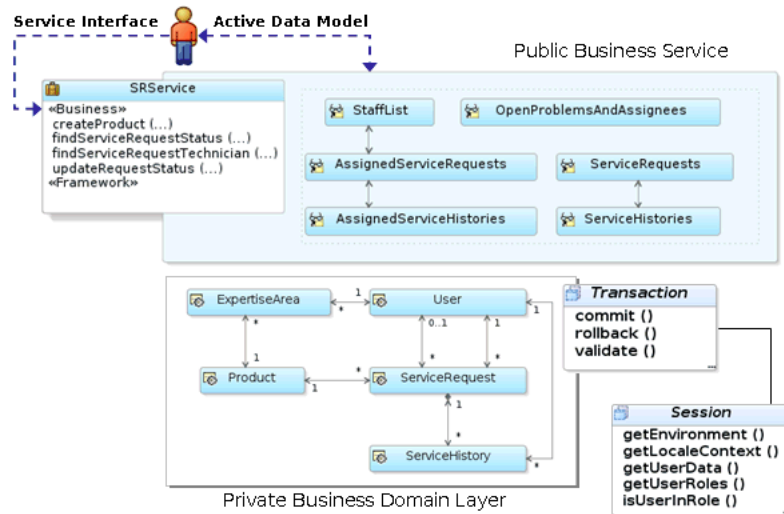 Service Interface
Active Data Model
Public Business Service
SRService
«Business»
createProduct (...)
findServiceRequestStatus (...)
findServiceRequestTechnician (...)
updateRequestStatus (...)
«Framework»
StaffList
OpenProblemsAndAssignees
AssignedServiceRequests
ServiceRequests
AssignedServiceHistories
ServiceHistories
ExpertiseArea
1
*
User
1
*
1
0..1
*
1
*
Product
1
*
ServiceRequest
*
1
*
ServiceHistory
*
Private Business Domain Layer
Transaction
commit ()
rollback ()
validate ()
...
Session
getEnvironment ()
getLocaleContext ()
getUserData ()
getUserRoles ()
isUserInRole ()